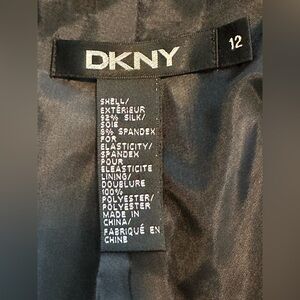 DKNY
12
SHELL/
EXTÉRIEUR
92% SILK/
SOIE
8% SPANDEX
FOR
ELASTICITY/
SPANDEX
POUR
ELEASTICITE
LINING/
DOUBLURE
100%
POLYESTER/
POLYESTER
MADE IN
CHINA/
FABRIQUÉ EN
CHINE